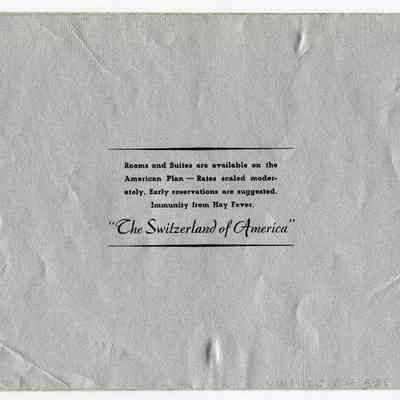 Rooms and Suites are available on the
American Plan — Rates scaled moder-
ately. Early reservations are suggested.
Immunity from Hay Fever.
"The Switzerland of America"